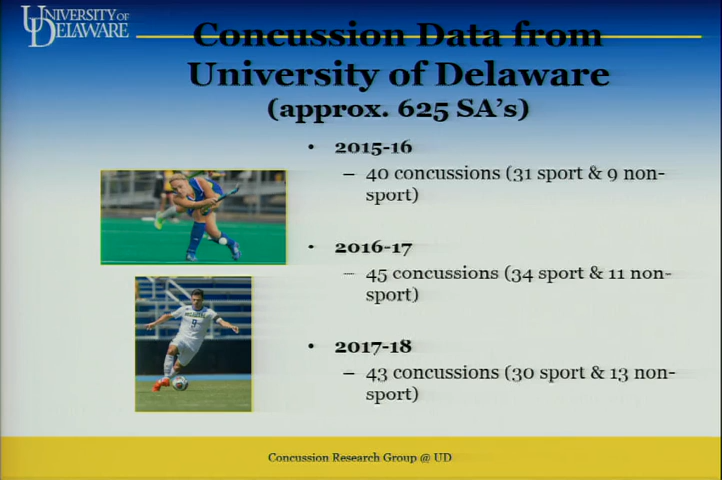 UNIVERSITY OF
DELAWARE
Concussion Data from
University of Delaware
(approx. 625 SA's)
• 2015-16
– 40 concussions (31 sport & 9 non-
sport)
• 2016-17
– 45 concussions (34 sport & 11 non-
sport)
• 2017-18
– 43 concussions (30 sport & 13 non-
sport)
9
Concussion Research Group @ UD